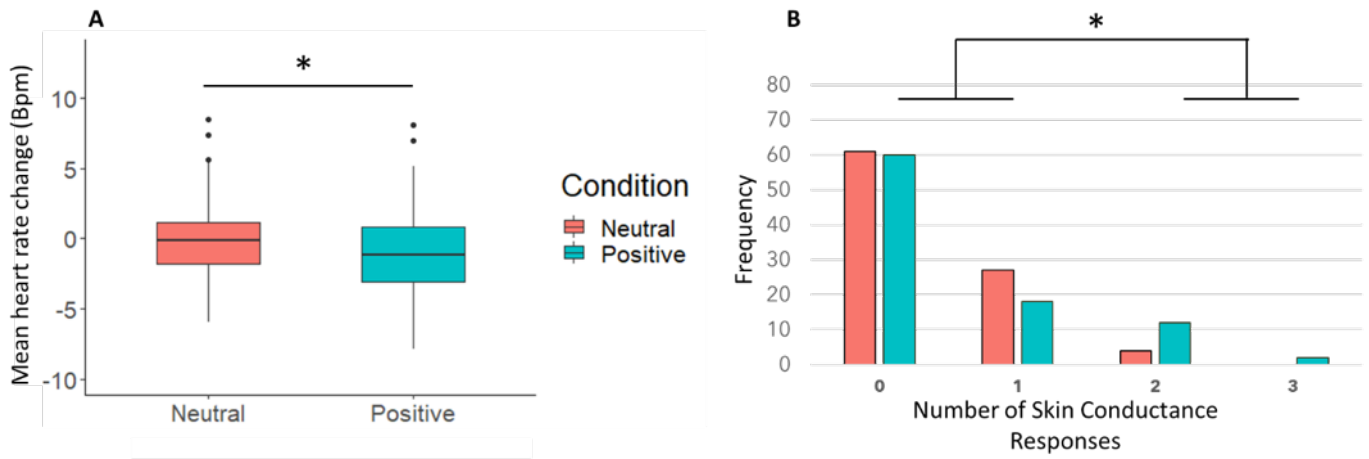 A
Mean heart rate change (Bpm)
*
10
5
0
-5
-10
Neutral
Positive
Condition
Neutral
Positive
B
*
Frequency
80
70
60
50
40
30
20
10
0
0
1
2
3
Number of Skin Conductance
Responses